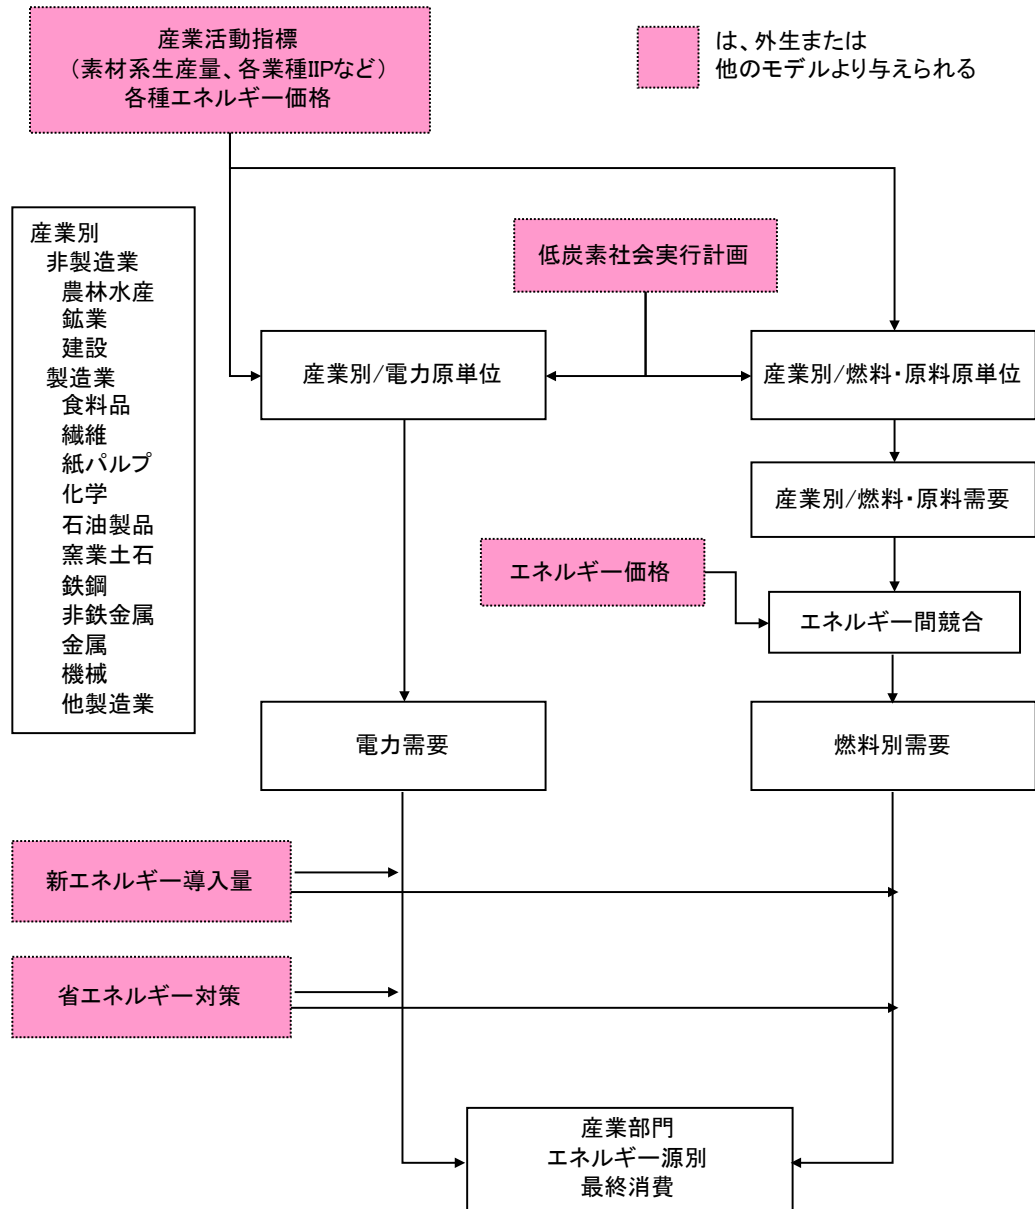 産業活動指標
（素材系生産量、各業種IIPなど）
各種エネルギー価格
は、外生または
他のモデルより与えられる
産業別
非製造業
農林水産
鉱業
建設
製造業
食料品
繊維
紙パルプ
化学
石油製品
窯業土石
鉄鋼
非鉄金属
金属
機械
他製造業
低炭素社会実行計画
産業別/電力原単位
産業別/燃料・原料原単位
産業別/燃料・原料需要
エネルギー価格
エネルギー間競合
電力需要
燃料別需要
新エネルギー導入量
省エネルギー対策
産業部門
エネルギー源別
最終消費